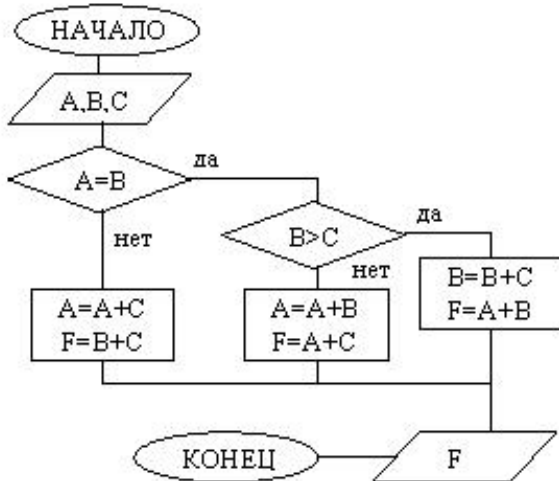 НАЧАЛО
A,B,C
да
A=B
да
нет
B>C
нет
B=B+C
F=A+B
A=A+C
F=B+C
A=A+B
F=A+C
КОНЕЦ
F